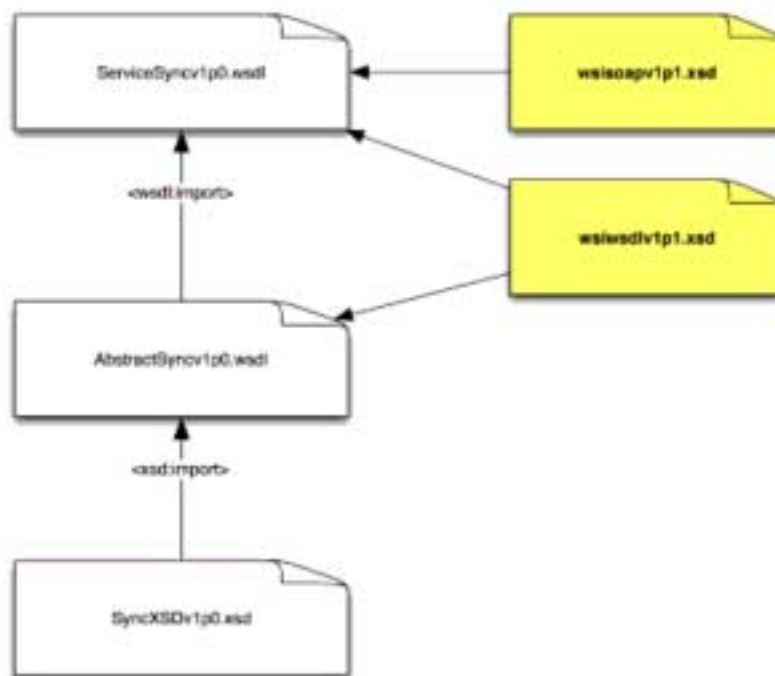 ServiceSyncv1p0.wsdl
wsisoapv1p1.xsd
<wsdl:import>
wsiwsdlv1p1.xsd
AbstractSyncv1p0.wsdl
<xsd:import>
SyncXSDv1p0.xsd